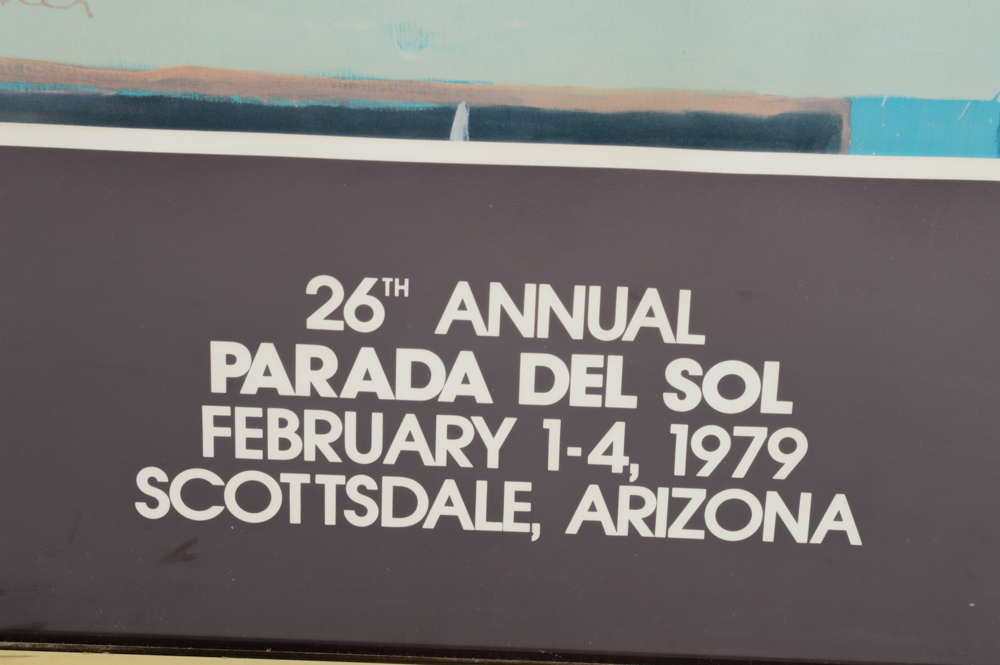 26TH ANNUAL
PARADA DEL SOL
FEBRUARY 1-4, 1979
SCOTTSDALE, ARIZONA